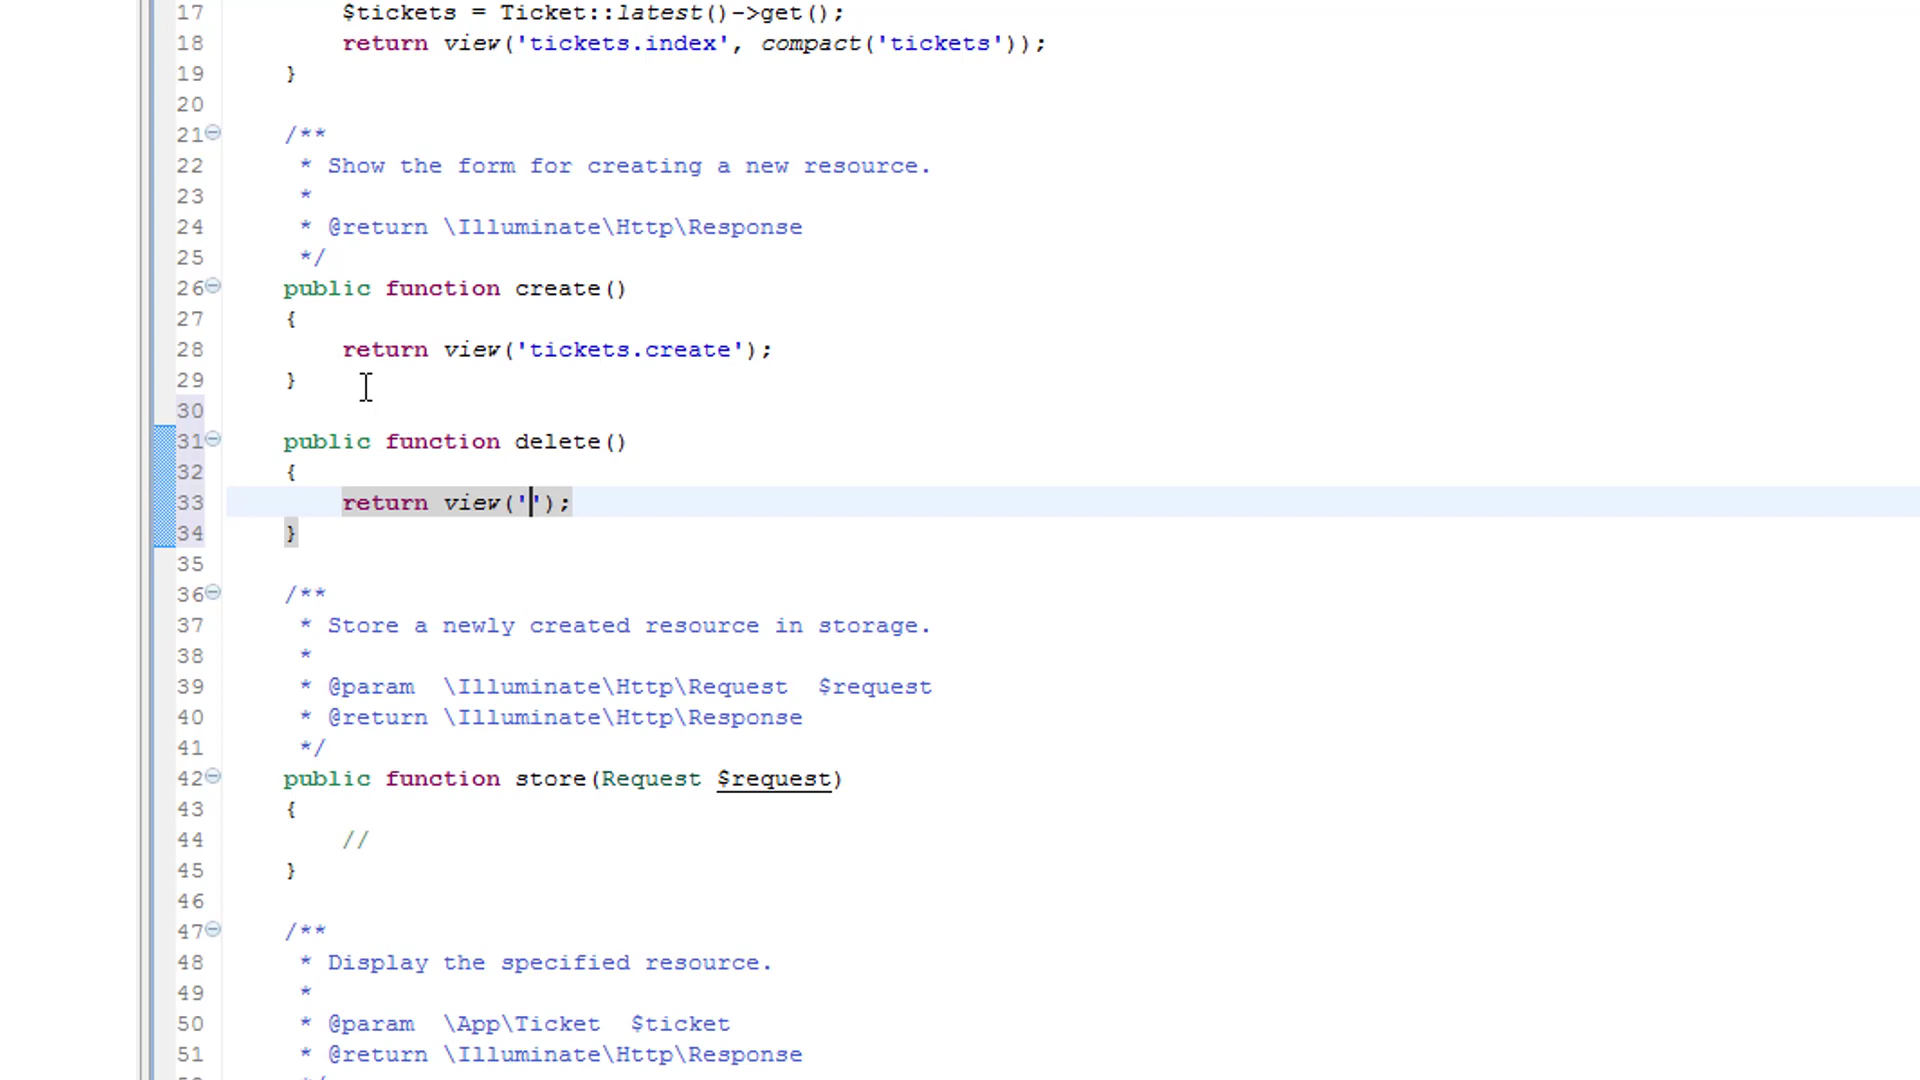 17 $tickets = Ticket::latest()->get();
18 return view('tickets.index', compact('tickets'));
19 }
20
21 /**
22 * Show the form for creating a new resource.
23 *
24 * @return \Illuminate\Http\Response
25 */
26 public function create()
27 {
28 return view('tickets.create');
29 }
30
31 public function delete()
32 {
33 return view('');
34 }
35
36 /**
37 * Store a newly created resource in storage.
38 *
39 * @param  \Illuminate\Http\Request  $request
40 * @return \Illuminate\Http\Response
41 */
42 public function store(Request $request)
43 {
44 //
45 }
46
47 /**
48 * Display the specified resource.
49 *
50 * @param  \App\Ticket  $ticket
51 * @return \Illuminate\Http\Response